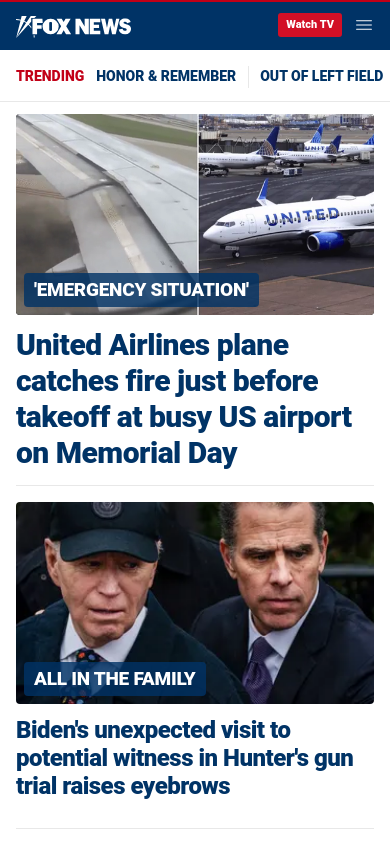 FOX NEWS
Watch TV
TRENDING HONOR & REMEMBER OUT OF LEFT FIELD
UNITED
'EMERGENCY SITUATION'
United Airlines plane
catches fire just before
takeoff at busy US airport
on Memorial Day
ALL IN THE FAMILY
Biden's unexpected visit to
potential witness in Hunter's gun
trial raises eyebrows